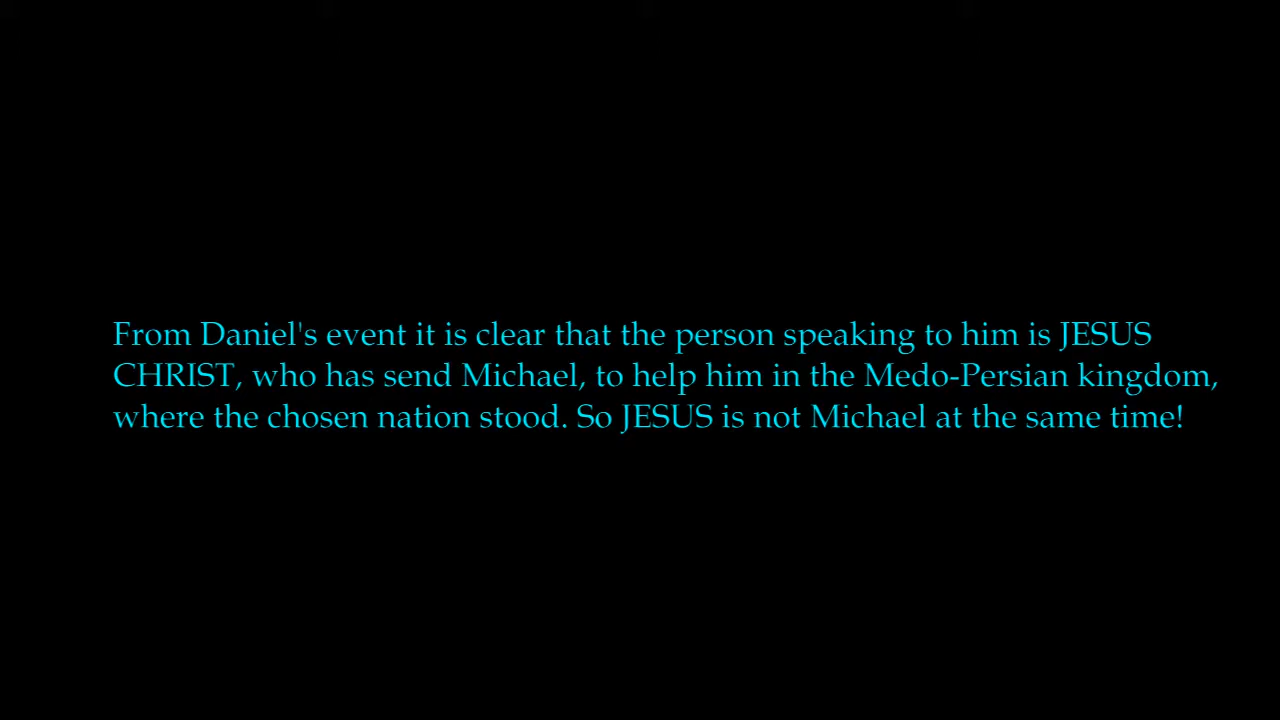 From Daniel's event it is clear that the person speaking to him is JESUS
CHRIST, who has send Michael, to help him in the Medo-Persian kingdom,
where the chosen nation stood. So JESUS is not Michael at the same time!